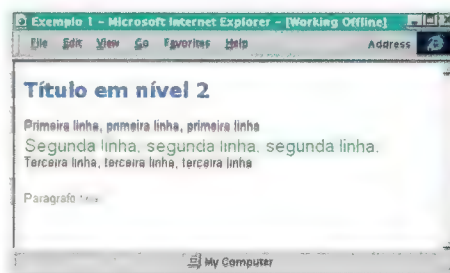 Exemplo 1 - Microsoft Internet Explorer - [Working Offline]
File Edit View Go Favorites Help Address
Título em nível 2
Primeira linha, primeira linha, primeira linha
Segunda linha, segunda linha, segunda linha.
Terceira linha, terceira linha, terceira linha
Paragrafo
My Computer